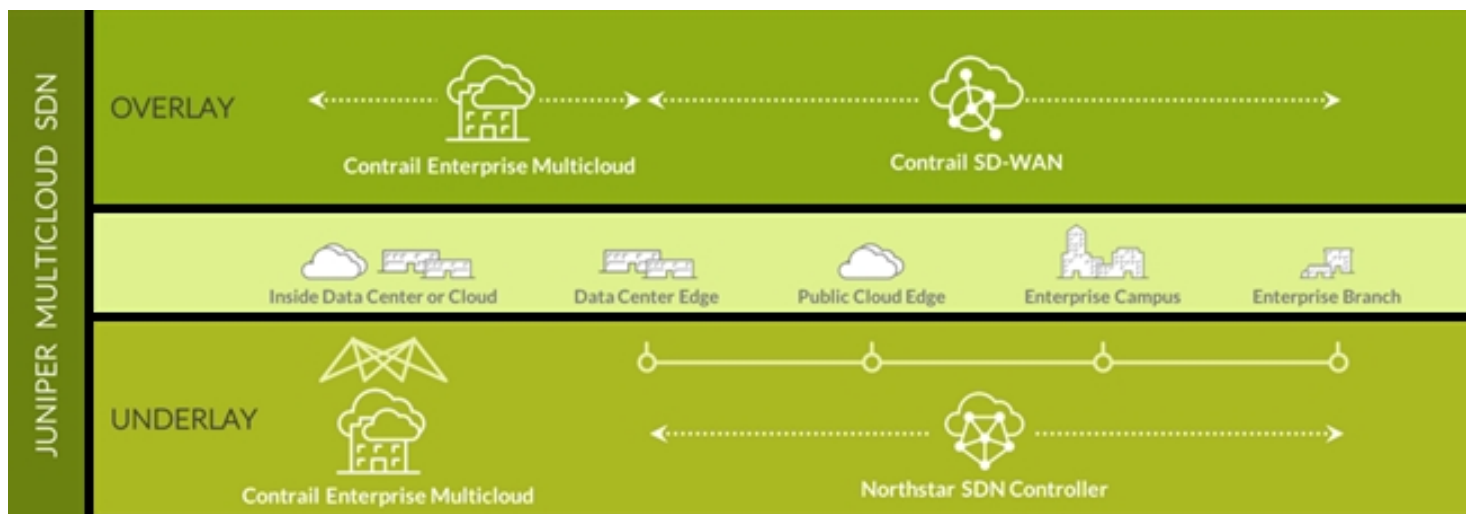 JUNIPER MULTICLOUD SDN
OVERLAY
Contrail Enterprise Multicloud
Contrail SD-WAN
Inside Data Center or Cloud
Data Center Edge
Public Cloud Edge
Enterprise Campus
Enterprise Branch
UNDERLAY
Contrail Enterprise Multicloud
Northstar SDN Controller